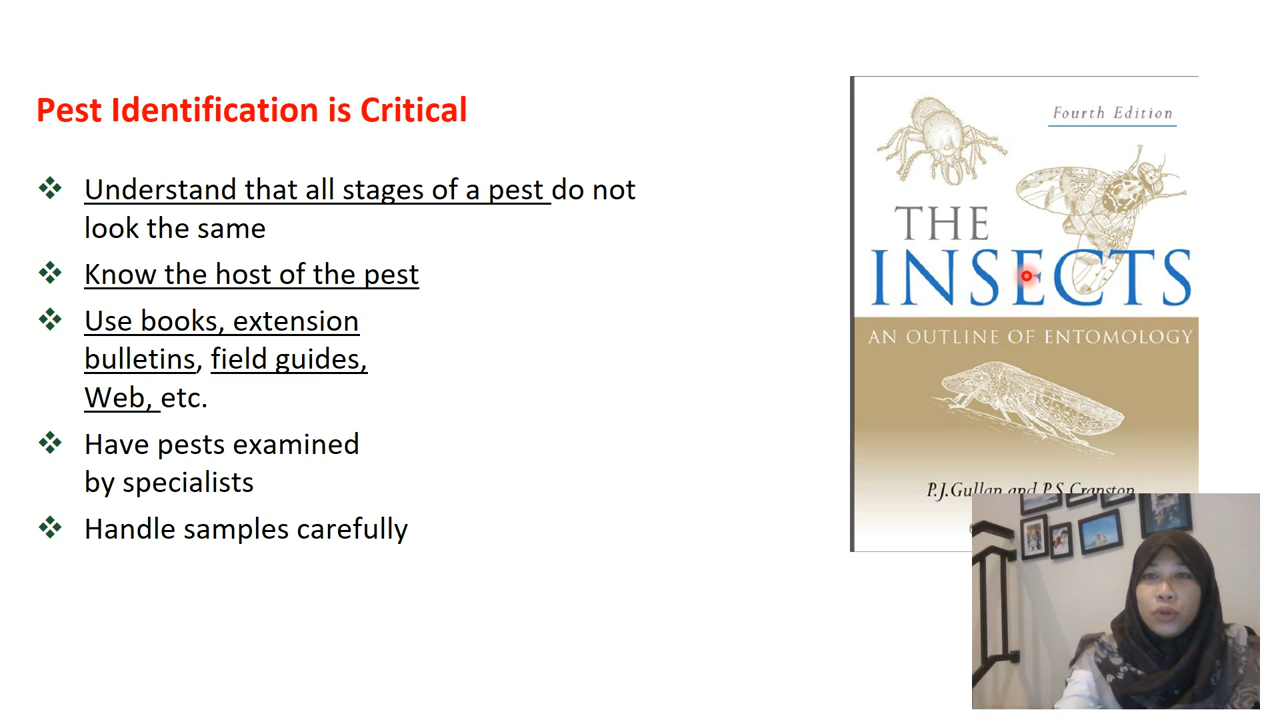 Pest Identification is Critical
Understand that all stages of a pest do not
look the same
Know the host of the pest
Use books, extension
bulletins, field guides,
Web, etc.
Have pests examined
by specialists
Handle samples carefully
Fourth Edition
THE
INSECTS
AN OUTLINE OF ENTOMOLOGY
P.J.Gullan and P.S.Cranston